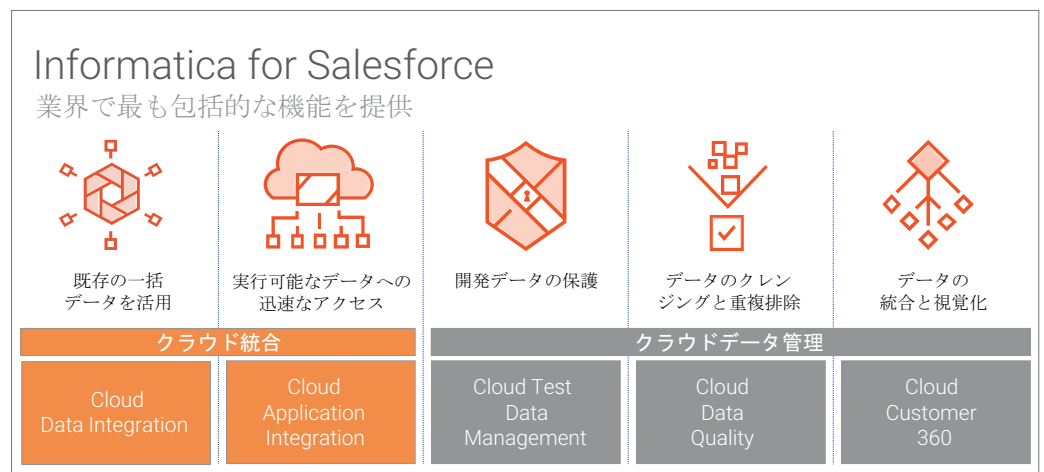 Informatica for Salesforce
業界で最も包括的な機能を提供
既存の一括
データを活用
実行可能なデータへの
迅速なアクセス
開発データの保護
データのクレン
ジングと重複排除
データの
統合と視覚化
クラウド統合
クラウドデータ管理
Cloud
Data Integration
Cloud
Application
Integration
Cloud Test
Data
Management
Cloud
Data
Quality
Cloud
Customer
360